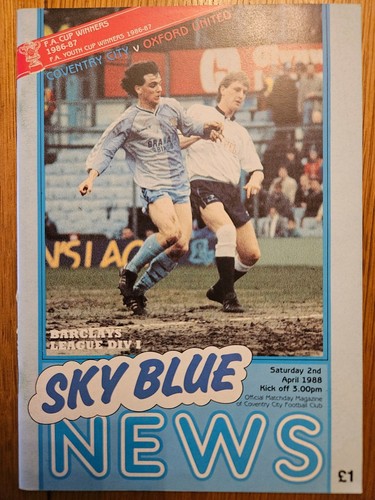 F.A. CUP WINNERS
1986-87
F.A. YOUTH CUP WINNERS 1986-87
COVENTRY CITY v OXFORD UNITED
BARCLAYS
LEAGUE DIV 1
SKY BLUE
NEWS
Saturday 2nd
April 1988
Kick off 3.00pm
Official Matchday Magazine
of Coventry City Football Club
£1